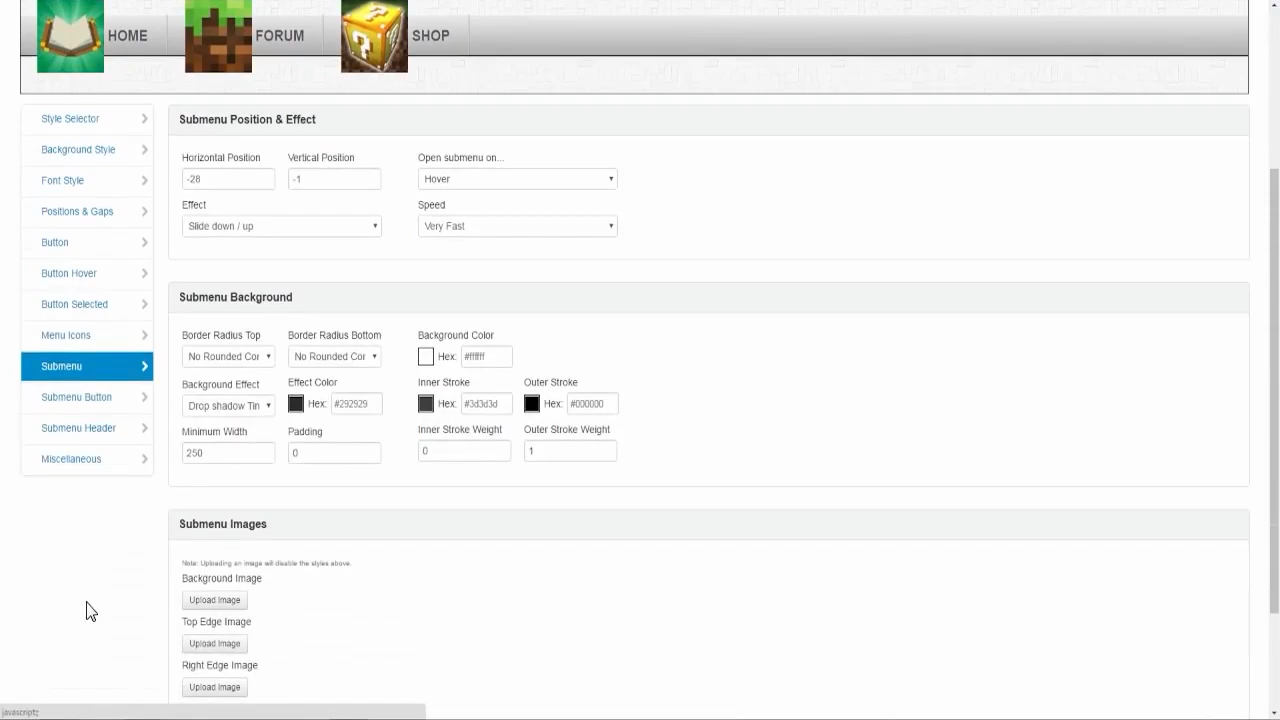 HOME FORUM SHOP
Style Selector
Background Style
Font Style
Positions & Gaps
Button
Button Hover
Button Selected
Menu Icons
Submenu
Submenu Button
Submenu Header
Miscellaneous
Submenu Position & Effect
Horizontal Position Vertical Position Open submenu on...
-28 -1 Hover
Effect Speed
Slide down / up Very Fast
Submenu Background
Border Radius Top Border Radius Bottom Background Color
No Rounded Cor No Rounded Cor Hex: #ffffff
Background Effect Effect Color Inner Stroke Outer Stroke
Drop shadow Tin Hex: #292929 Hex: #3d3d3d Hex: #000000
Minimum Width Padding Inner Stroke Weight Outer Stroke Weight
250 0 0 1
Submenu Images
Note: Uploading an image will disable the styles above.
Background Image
Upload Image
Top Edge Image
Upload Image
Right Edge Image
Upload Image
javascript:;